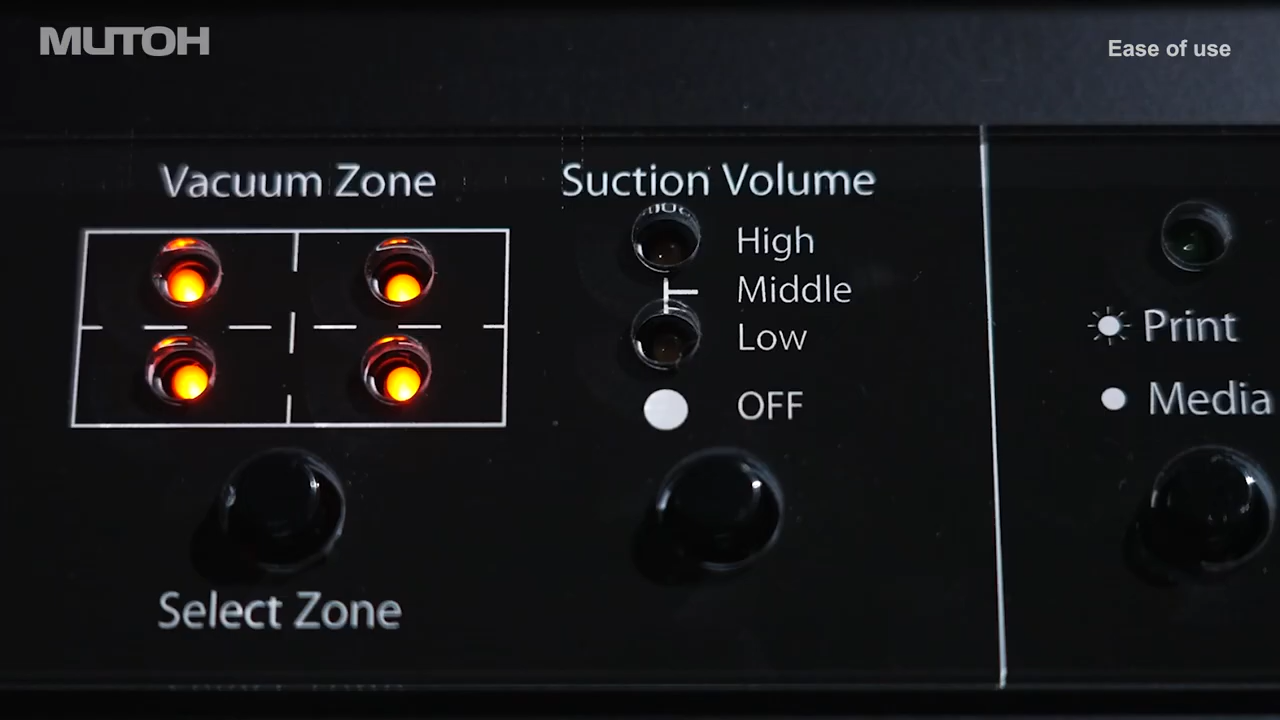 MUTOH
Ease of use
Vacuum Zone
Suction Volume
High
Middle
Low
OFF
Print
Media
Select Zone